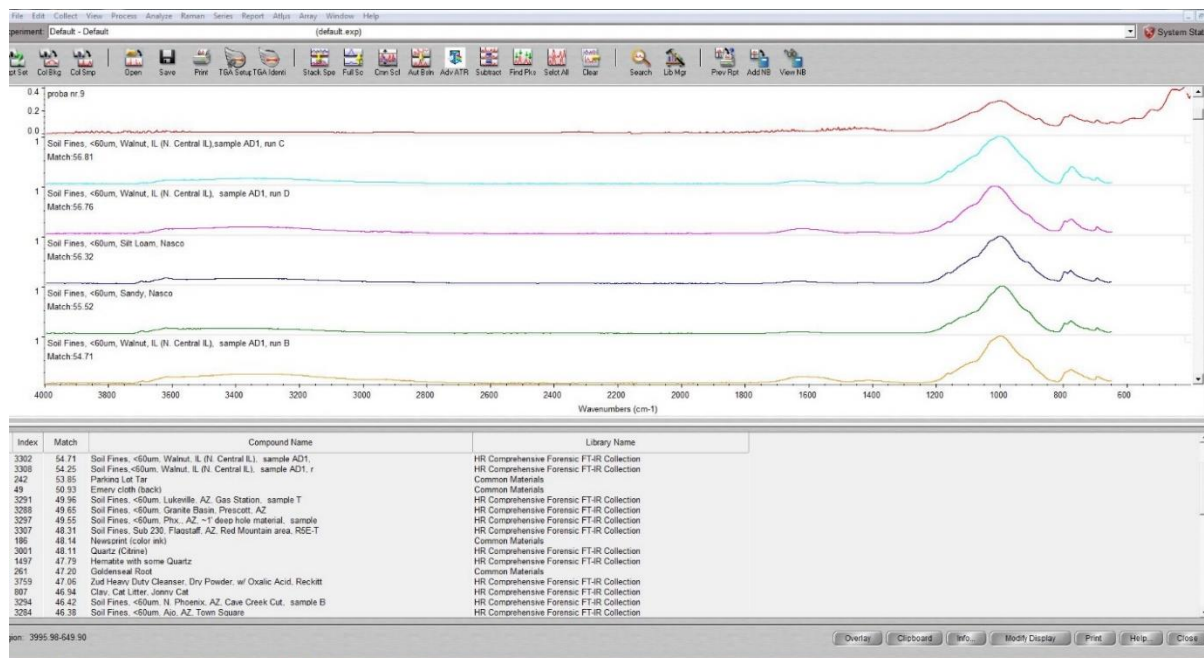 File Edit Collect View Process Analyze Raman Series Report Atlµs Array Window Help
Default - Default (default.exp)
Col Bkg Col Smp Open Save Print TGA Setup TGA Identi Stack Spe Full Sc Cmn Scl Aut Bsln Adv ATR Subtract Find Pks Selct All Clear Search Lib Mgr Prev Rpt Add NB View NB
0.4 proba nr.9
0.2
0.0
1 Soil Fines, <60um, Walnut, IL (N. Central IL),sample AD1, run C
Match:56.81
1 Soil Fines, <60um, Walnut, IL (N. Central IL), sample AD1, run D
Match:56.76
1 Soil Fines, <60um, Silt Loam, Nasco
Match:56.32
1 Soil Fines, <60um, Sandy, Nasco
Match:55.52
1 Soil Fines, <60um, Walnut, IL (N. Central IL), sample AD1, run B
Match:54.71
4000 3800 3600 3400 3200 3000 2800 2600 2400 2200 2000 1800 1600 1400 1200 1000 800 600
Wavenumbers (cm-1)
Index Match Compound Name Library Name
3302 54.71 Soil Fines, <60um, Walnut, IL (N. Central IL), sample AD1, HR Comprehensive Forensic FT-IR Collection
3308 54.25 Soil Fines,<60um, Walnut, IL (N. Central IL), sample AD1, r HR Comprehensive Forensic FT-IR Collection
242 53.85 Parking Lot Tar Common Materials
49 50.93 Emery cloth (back) Common Materials
3291 49.96 Soil Fines, <60um, Lukeville, AZ, Gas Station, sample T HR Comprehensive Forensic FT-IR Collection
3288 49.65 Soil Fines, <60um, Granite Basin, Prescott, AZ HR Comprehensive Forensic FT-IR Collection
3297 49.55 Soil Fines, <60um, Phx., AZ, ~1' deep hole material, sample HR Comprehensive Forensic FT-IR Collection
3307 48.31 Soil Fines, Sub 230, Flagstaff, AZ, Red Mountain area, R5E-T HR Comprehensive Forensic FT-IR Collection
186 48.14 Newsprint (color ink) Common Materials
3001 48.11 Quartz (Citrine) HR Comprehensive Forensic FT-IR Collection
1497 47.79 Hematite with some Quartz HR Comprehensive Forensic FT-IR Collection
261 47.20 Goldenseal Root Common Materials
3759 47.06 Zud Heavy Duty Cleanser, Dry Powder, w/ Oxalic Acid, Reckitt HR Comprehensive Forensic FT-IR Collection
807 46.94 Clay, Cat Litter, Jonny Cat HR Comprehensive Forensic FT-IR Collection
3294 46.42 Soil Fines, <60um, N. Phoenix, AZ, Cave Creek Cut, sample B HR Comprehensive Forensic FT-IR Collection
3284 46.38 Soil Fines, <60um, Ajo, AZ, Town Square HR Comprehensive Forensic FT-IR Collection
3995.98-649.90 Overlay Clipboard Info... Modify Display Print Help... Close